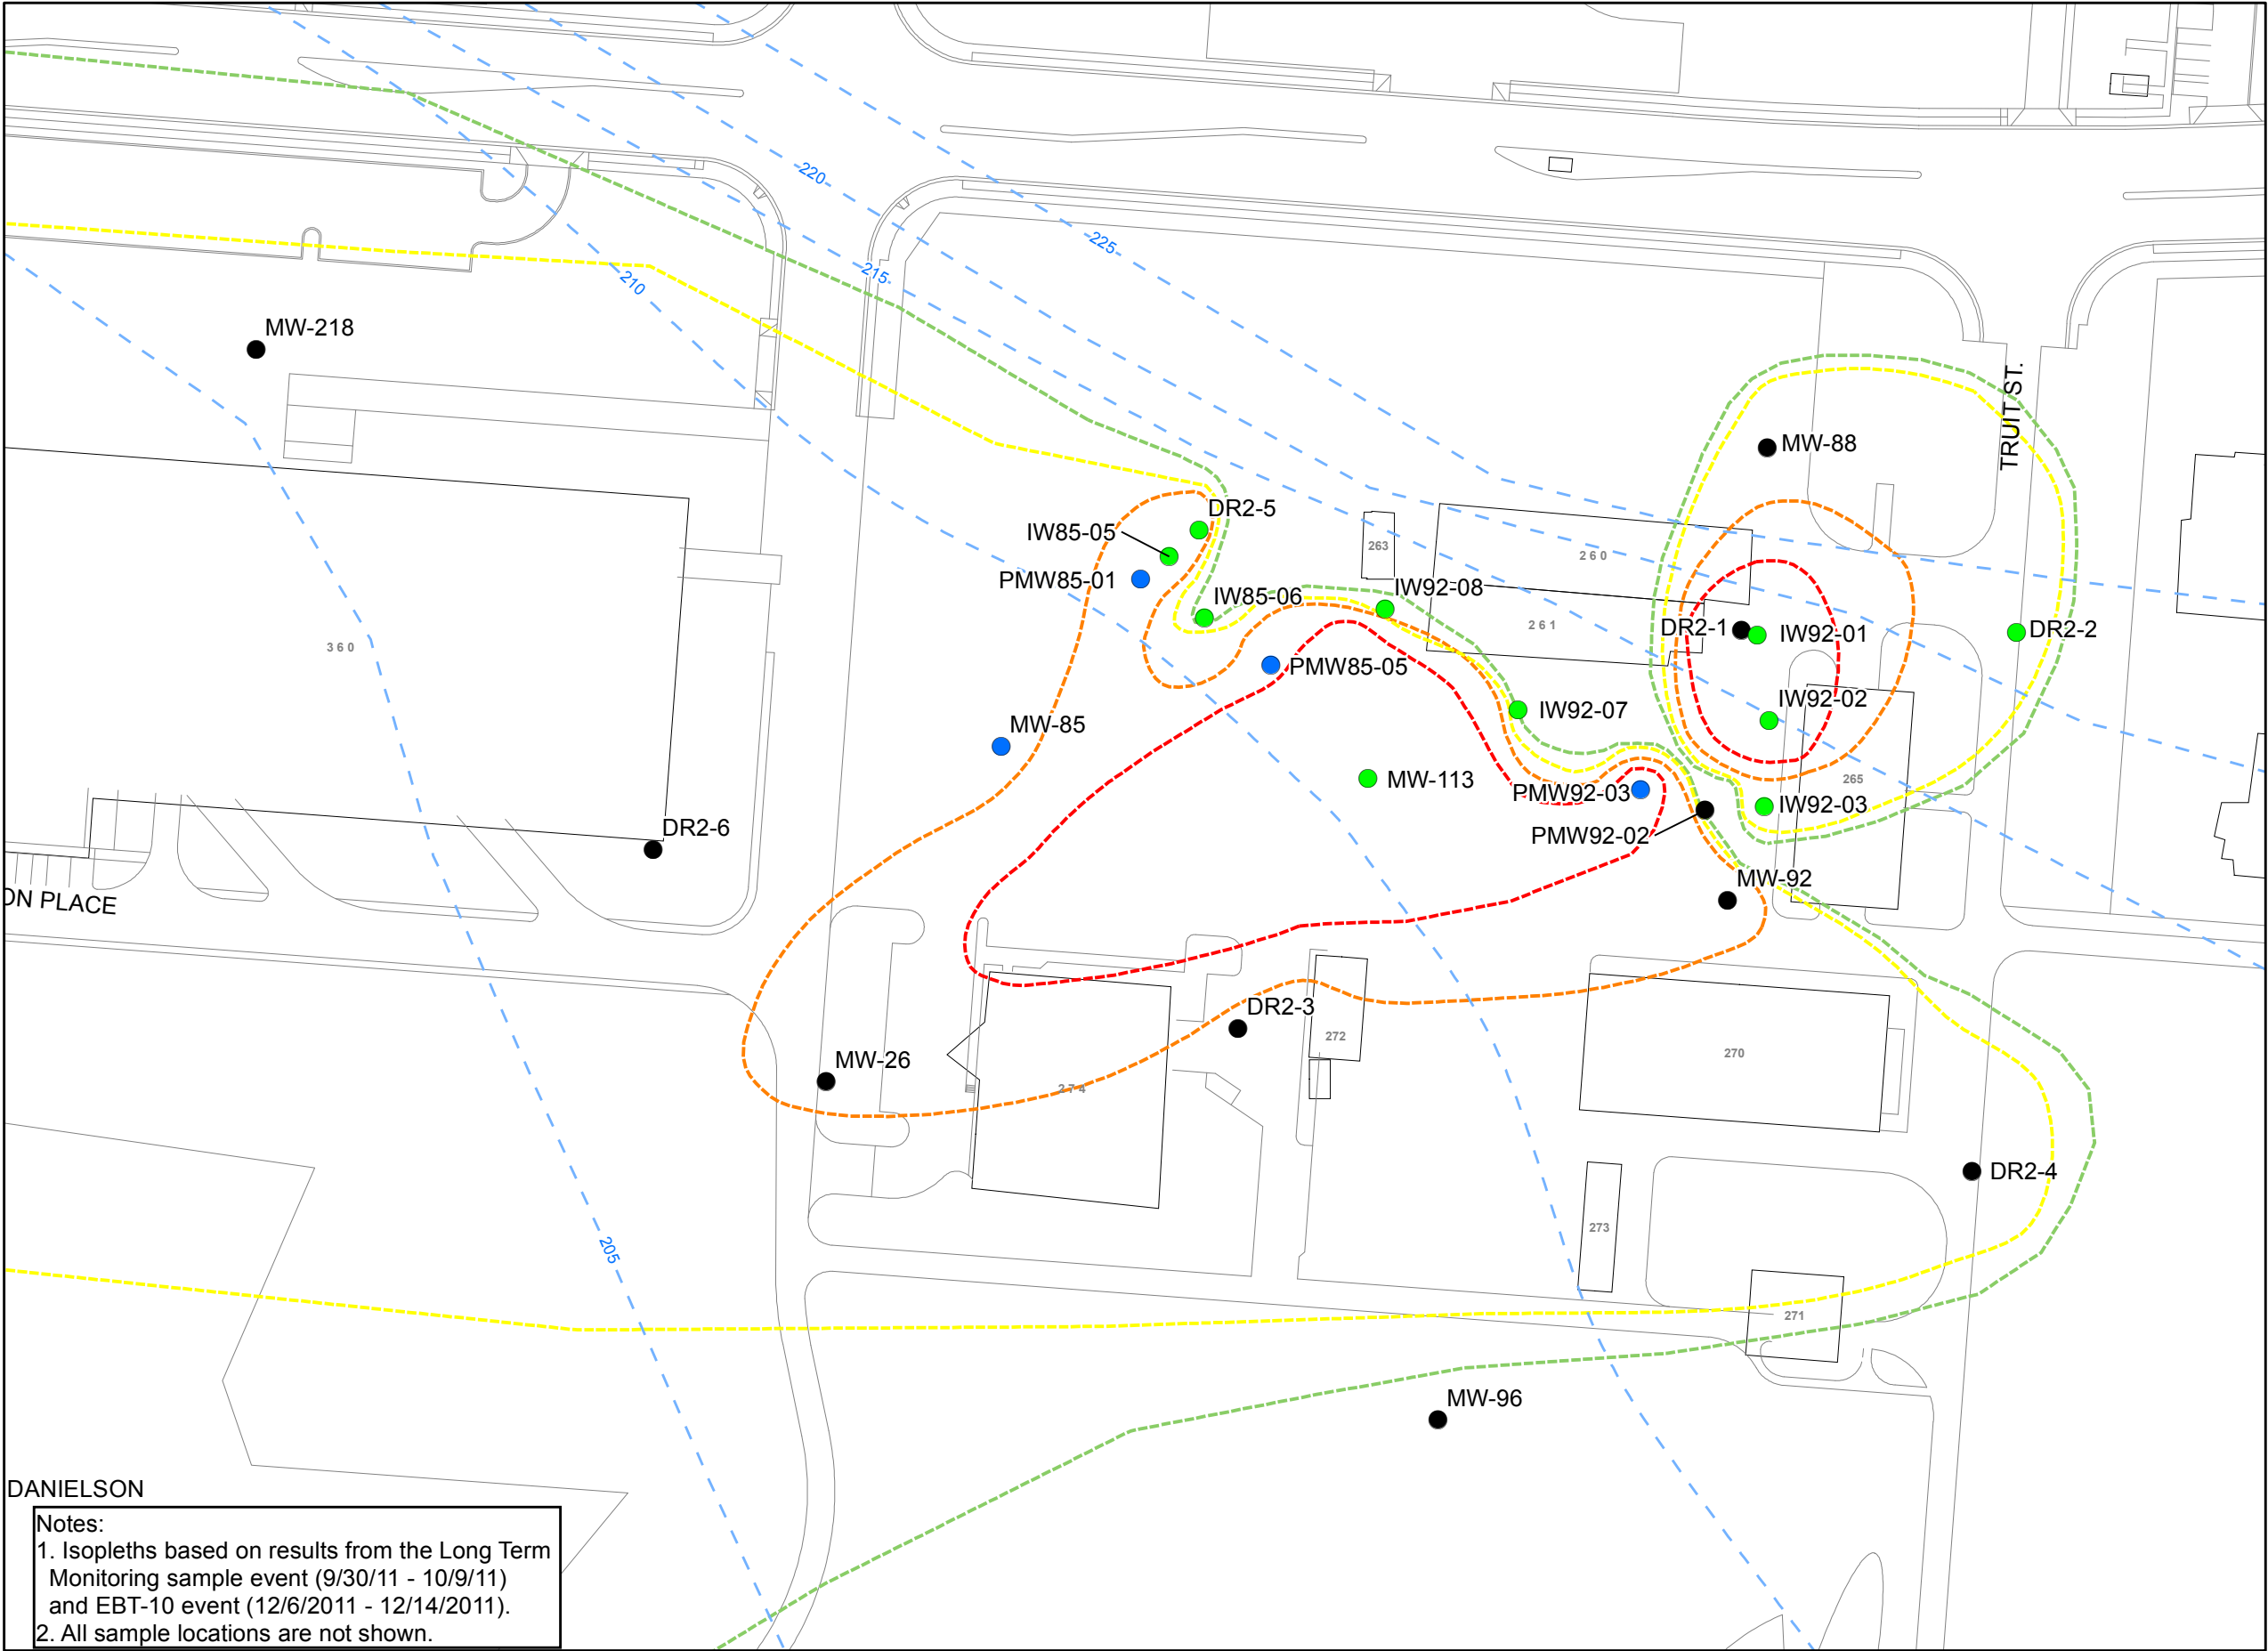 220
225
215
210
MW-218
TRUIT ST.
MW-88
DR2-5
IW85-05
263
260
PMW85-01
IW85-06
IW92-08
261
DR2-1
IW92-01
DR2-2
360
PMW85-05
IW92-02
IW92-07
MW-85
265
MW-113
PMW92-03
IW92-03
DR2-6
PMW92-02
MW-92
ON PLACE
DR2-3
272
270
MW-26
274
DR2-4
273
205
271
MW-96
DANIELSON
Notes:
1. Isopleths based on results from the Long Term
Monitoring sample event (9/30/11 - 10/9/11)
and EBT-10 event (12/6/2011 - 12/14/2011).
2. All sample locations are not shown.